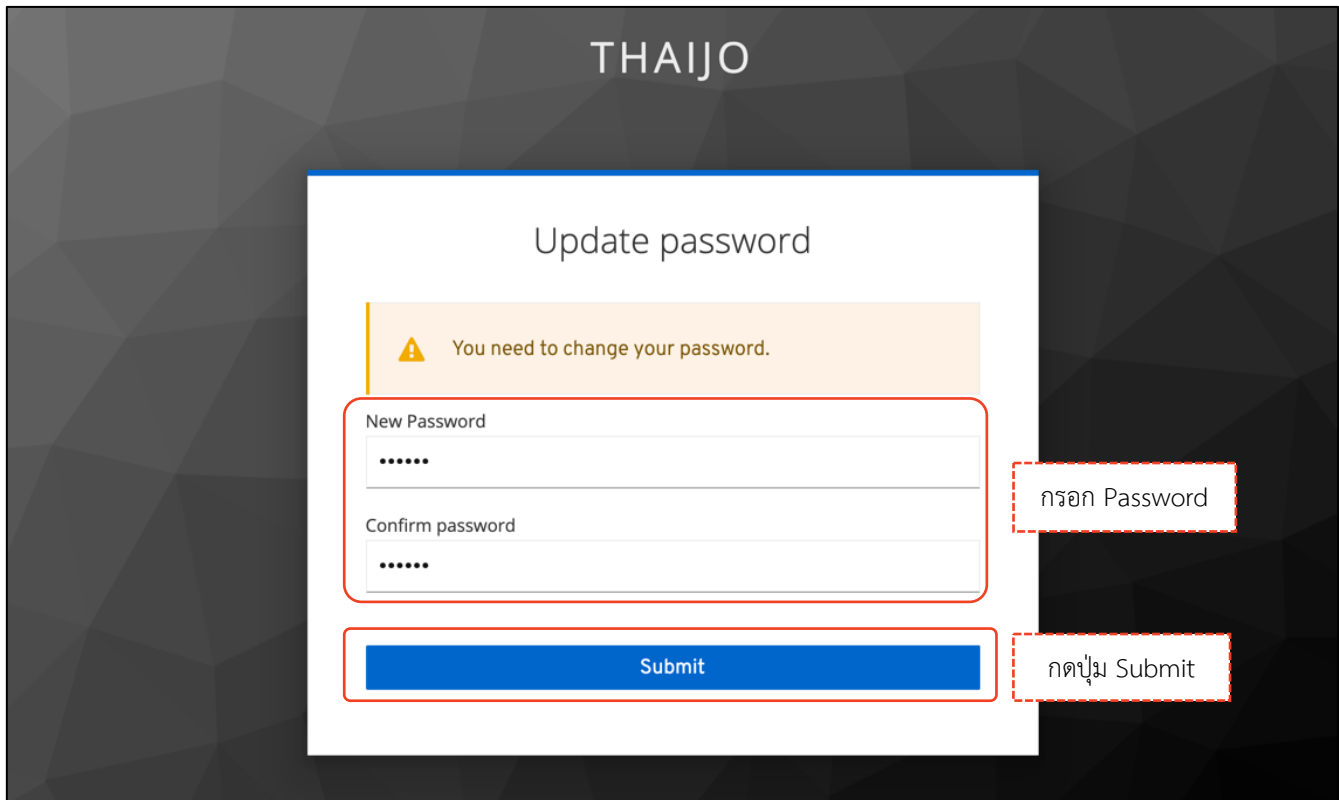 THAIJO
Update password
You need to change your password.
New Password
••••••
กรอก Password
Confirm password
••••••
Submit
กดปุ่ม Submit